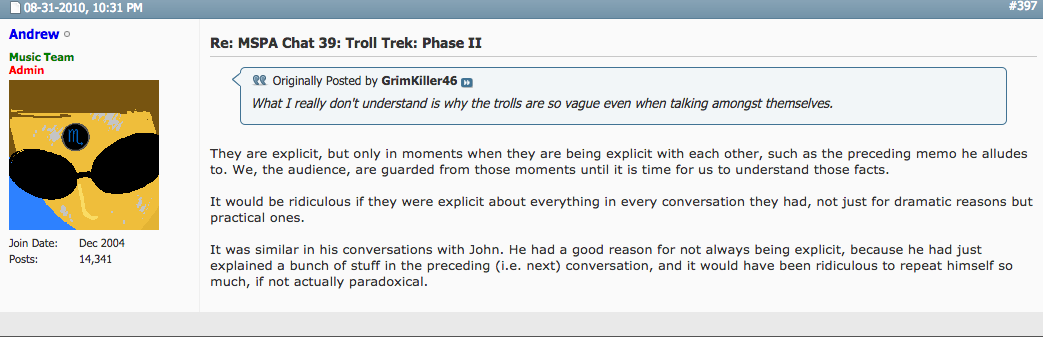 08-31-2010, 10:31 PM
#397
Andrew
Music Team
Admin
♏
Join Date: Dec 2004
Posts: 14,341
Re: MSPA Chat 39: Troll Trek: Phase II
Originally Posted by GrimKiller46
What I really don't understand is why the trolls are so vague even when talking amongst themselves.
They are explicit, but only in moments when they are being explicit with each other, such as the preceding memo he alludes
to. We, the audience, are guarded from those moments until it is time for us to understand those facts.
It would be ridiculous if they were explicit about everything in every conversation they had, not just for dramatic reasons but
practical ones.
It was similar in his conversations with John. He had a good reason for not always being explicit, because he had just
explained a bunch of stuff in the preceding (i.e. next) conversation, and it would have been ridiculous to repeat himself so
much, if not actually paradoxical.